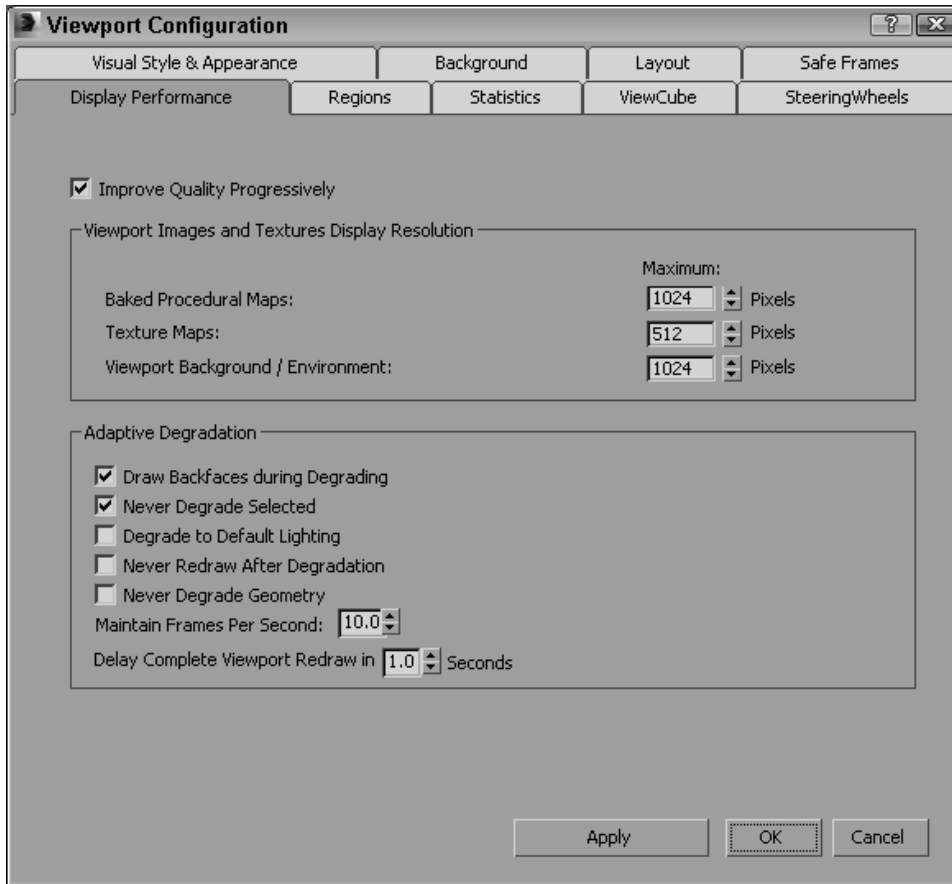 Viewport Configuration
Visual Style & Appearance Background Layout Safe Frames
Display Performance Regions Statistics ViewCube SteeringWheels
Improve Quality Progressively
Viewport Images and Textures Display Resolution
Maximum:
Baked Procedural Maps: 1024 Pixels
Texture Maps: 512 Pixels
Viewport Background / Environment: 1024 Pixels
Adaptive Degradation
Draw Backfaces during Degrading
Never Degrade Selected
Degrade to Default Lighting
Never Redraw After Degradation
Never Degrade Geometry
Maintain Frames Per Second: 10.0
Delay Complete Viewport Redraw in 1.0 Seconds
Apply OK Cancel